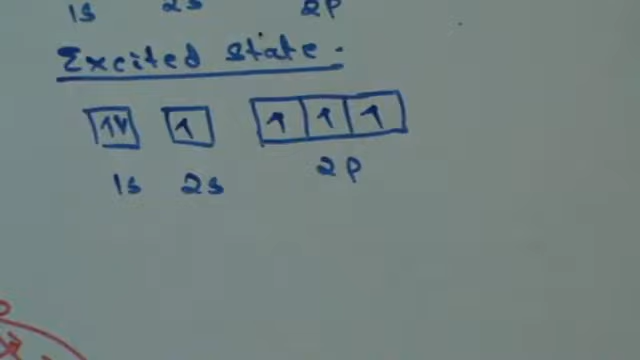 1s 2s 2p
Excited state.
↿⇂ ↿ ↿ ↿ ↿
1s 2s 2p